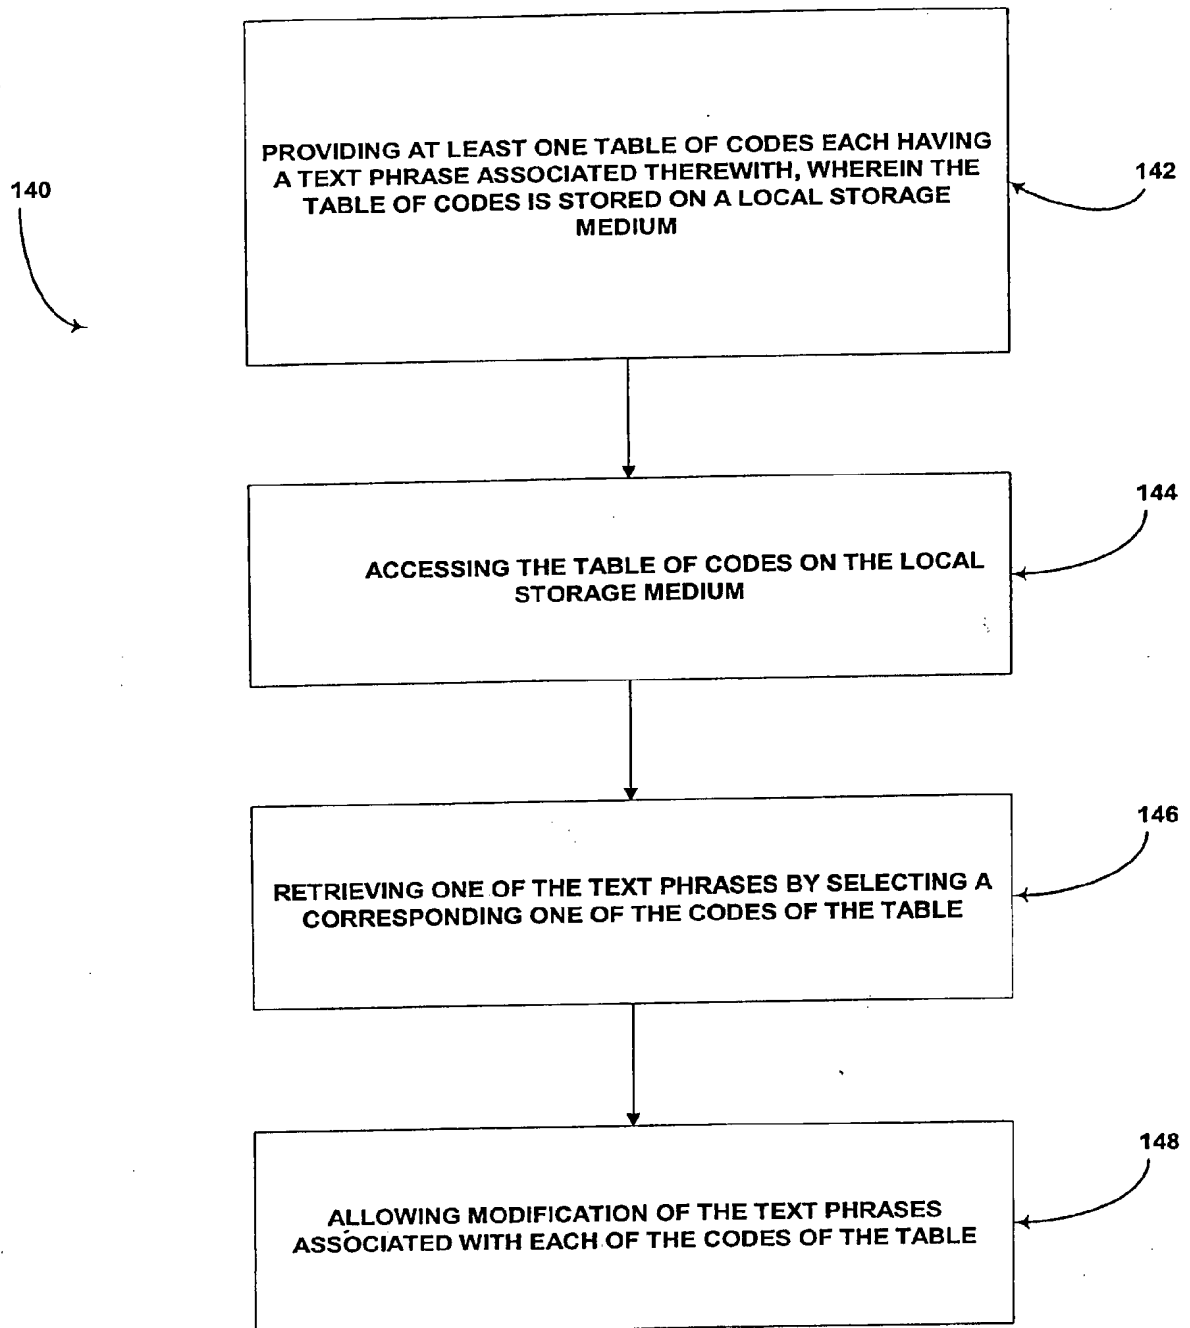 PROVIDING AT LEAST ONE TABLE OF CODES EACH HAVING
A TEXT PHRASE ASSOCIATED THEREWITH, WHEREIN THE
TABLE OF CODES IS STORED ON A LOCAL STORAGE
MEDIUM
140
142
ACCESSING THE TABLE OF CODES ON THE LOCAL
STORAGE MEDIUM
144
RETRIEVING ONE OF THE TEXT PHRASES BY SELECTING A
CORRESPONDING ONE OF THE CODES OF THE TABLE
146
ALLOWING MODIFICATION OF THE TEXT PHRASES
ASSOCIATED WITH EACH OF THE CODES OF THE TABLE
148